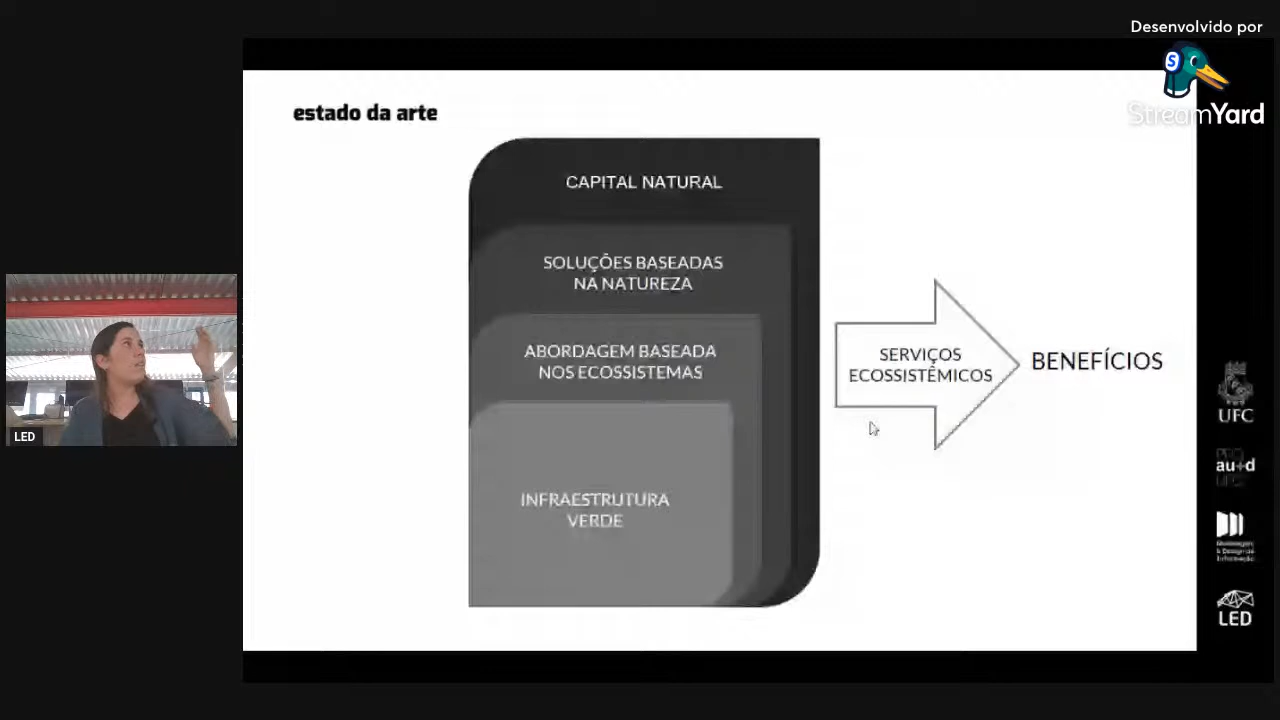 Desenvolvido por
StreamYard
estado da arte
CAPITAL NATURAL
SOLUÇÕES BASEADAS
NA NATUREZA
ABORDAGEM BASEADA
NOS ECOSSISTEMAS
INFRAESTRUTURA
VERDE
SERVIÇOS
ECOSSISTÊMICOS
BENEFÍCIOS
LED
UFC
au+d
LED